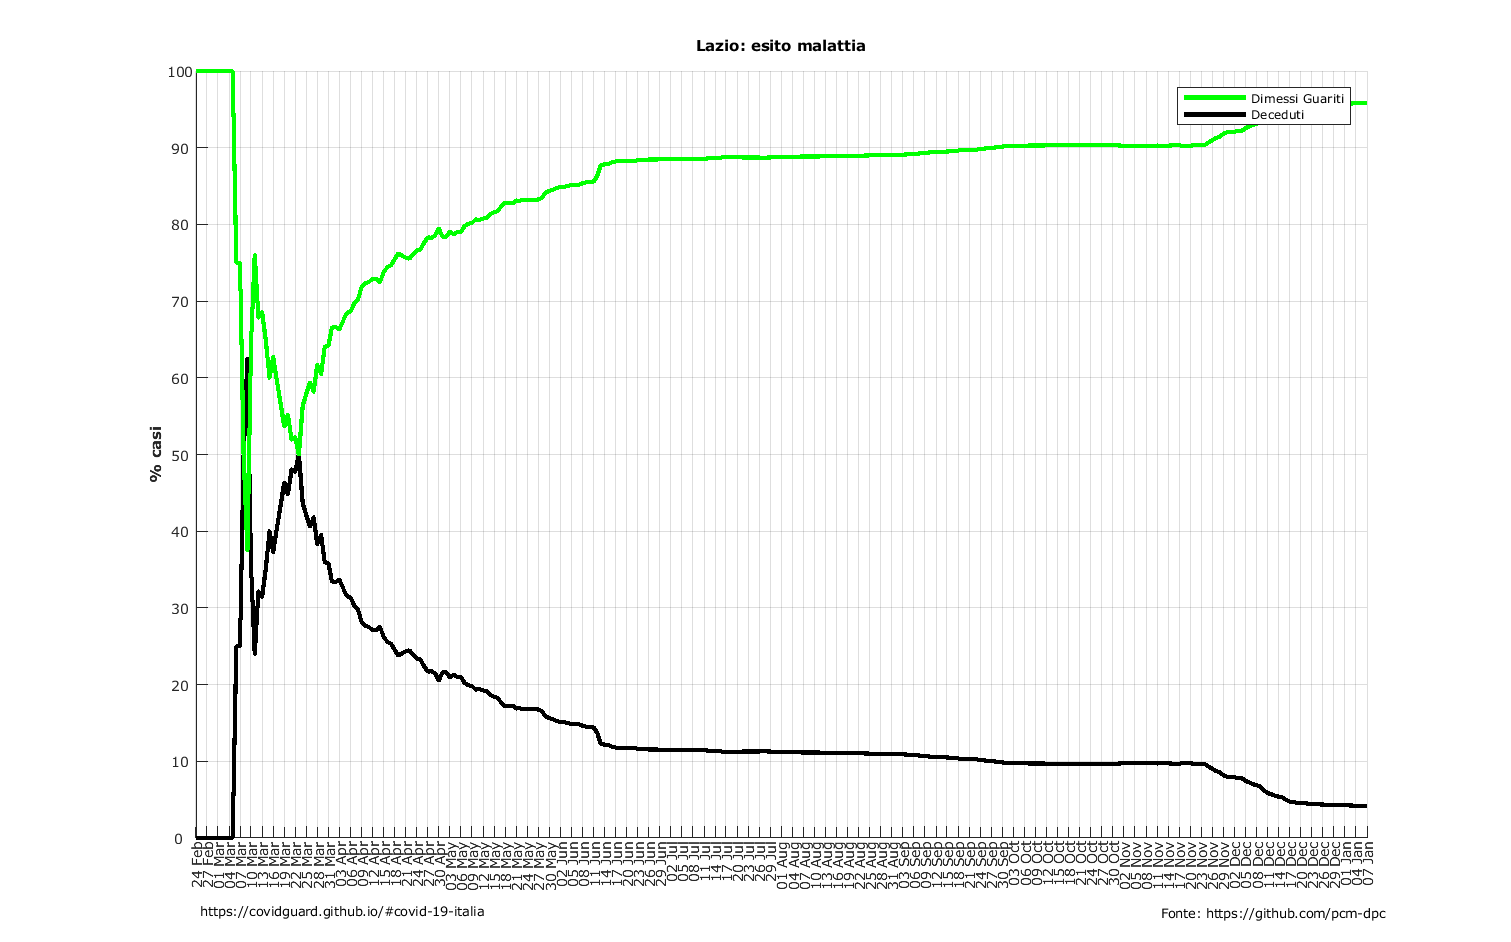 Lazio: esito malattia
Dimessi Guariti
Deceduti
% casi
100
90
80
70
60
50
40
30
20
10
0
24 Feb
27 Feb
01 Mar
04 Mar
07 Mar
10 Mar
13 Mar
16 Mar
19 Mar
22 Mar
25 Mar
28 Mar
31 Mar
03 Apr
06 Apr
09 Apr
12 Apr
15 Apr
18 Apr
21 Apr
24 Apr
27 Apr
30 Apr
03 May
06 May
09 May
12 May
15 May
18 May
21 May
24 May
27 May
30 May
02 Jun
05 Jun
08 Jun
11 Jun
14 Jun
17 Jun
20 Jun
23 Jun
26 Jun
29 Jun
02 Jul
05 Jul
08 Jul
11 Jul
14 Jul
17 Jul
20 Jul
23 Jul
26 Jul
29 Jul
01 Aug
04 Aug
07 Aug
10 Aug
13 Aug
16 Aug
19 Aug
22 Aug
25 Aug
28 Aug
31 Aug
03 Sep
06 Sep
09 Sep
12 Sep
15 Sep
18 Sep
21 Sep
24 Sep
27 Sep
30 Sep
03 Oct
06 Oct
09 Oct
12 Oct
15 Oct
18 Oct
21 Oct
24 Oct
27 Oct
30 Oct
02 Nov
05 Nov
08 Nov
11 Nov
14 Nov
17 Nov
20 Nov
23 Nov
26 Nov
29 Nov
02 Dec
05 Dec
08 Dec
11 Dec
14 Dec
17 Dec
20 Dec
23 Dec
26 Dec
29 Dec
01 Jan
04 Jan
07 Jan
https://covidguard.github.io/#covid-19-italia
Fonte: https://github.com/pcm-dpc